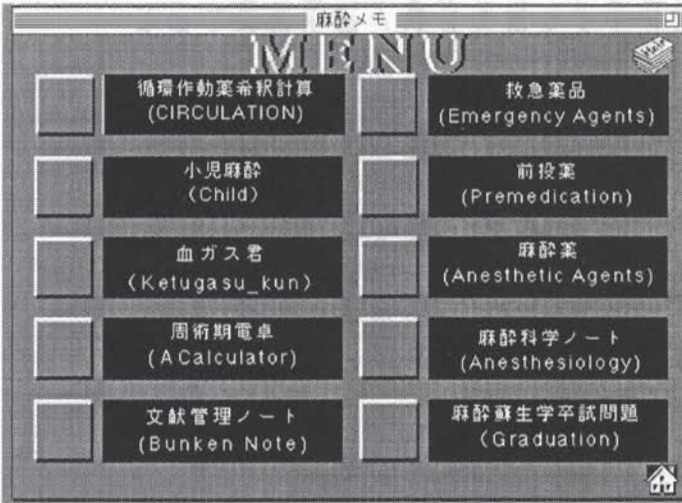 麻酔メモ
MENU
Help
循環作動薬希釈計算
(CIRCULATION)
救急薬品
(Emergency Agents)
小児麻酔
(Child)
前投薬
(Premedication)
血ガス君
(Ketugasu_kun)
麻酔薬
(Anesthetic Agents)
周術期電卓
(ACalculator)
麻酔科学ノート
(Anesthesiology)
文献管理ノート
(Bunken Note)
麻酔蘇生学卒試問題
(Graduation)